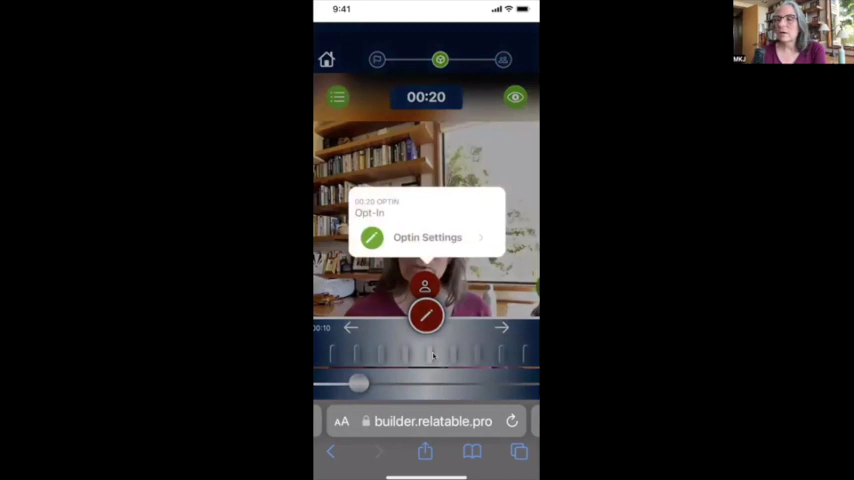 9:41
00:20
00:20 OPTIN
Opt-In
Optin Settings
00:10
AA
builder.relatable.pro
MKJ